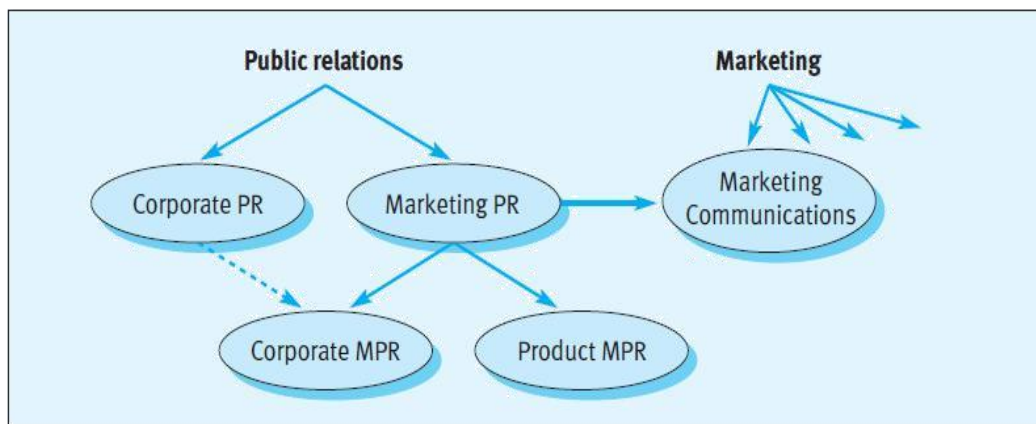 Public relations
Marketing
Corporate PR
Marketing PR
Marketing
Communications
Corporate MPR
Product MPR